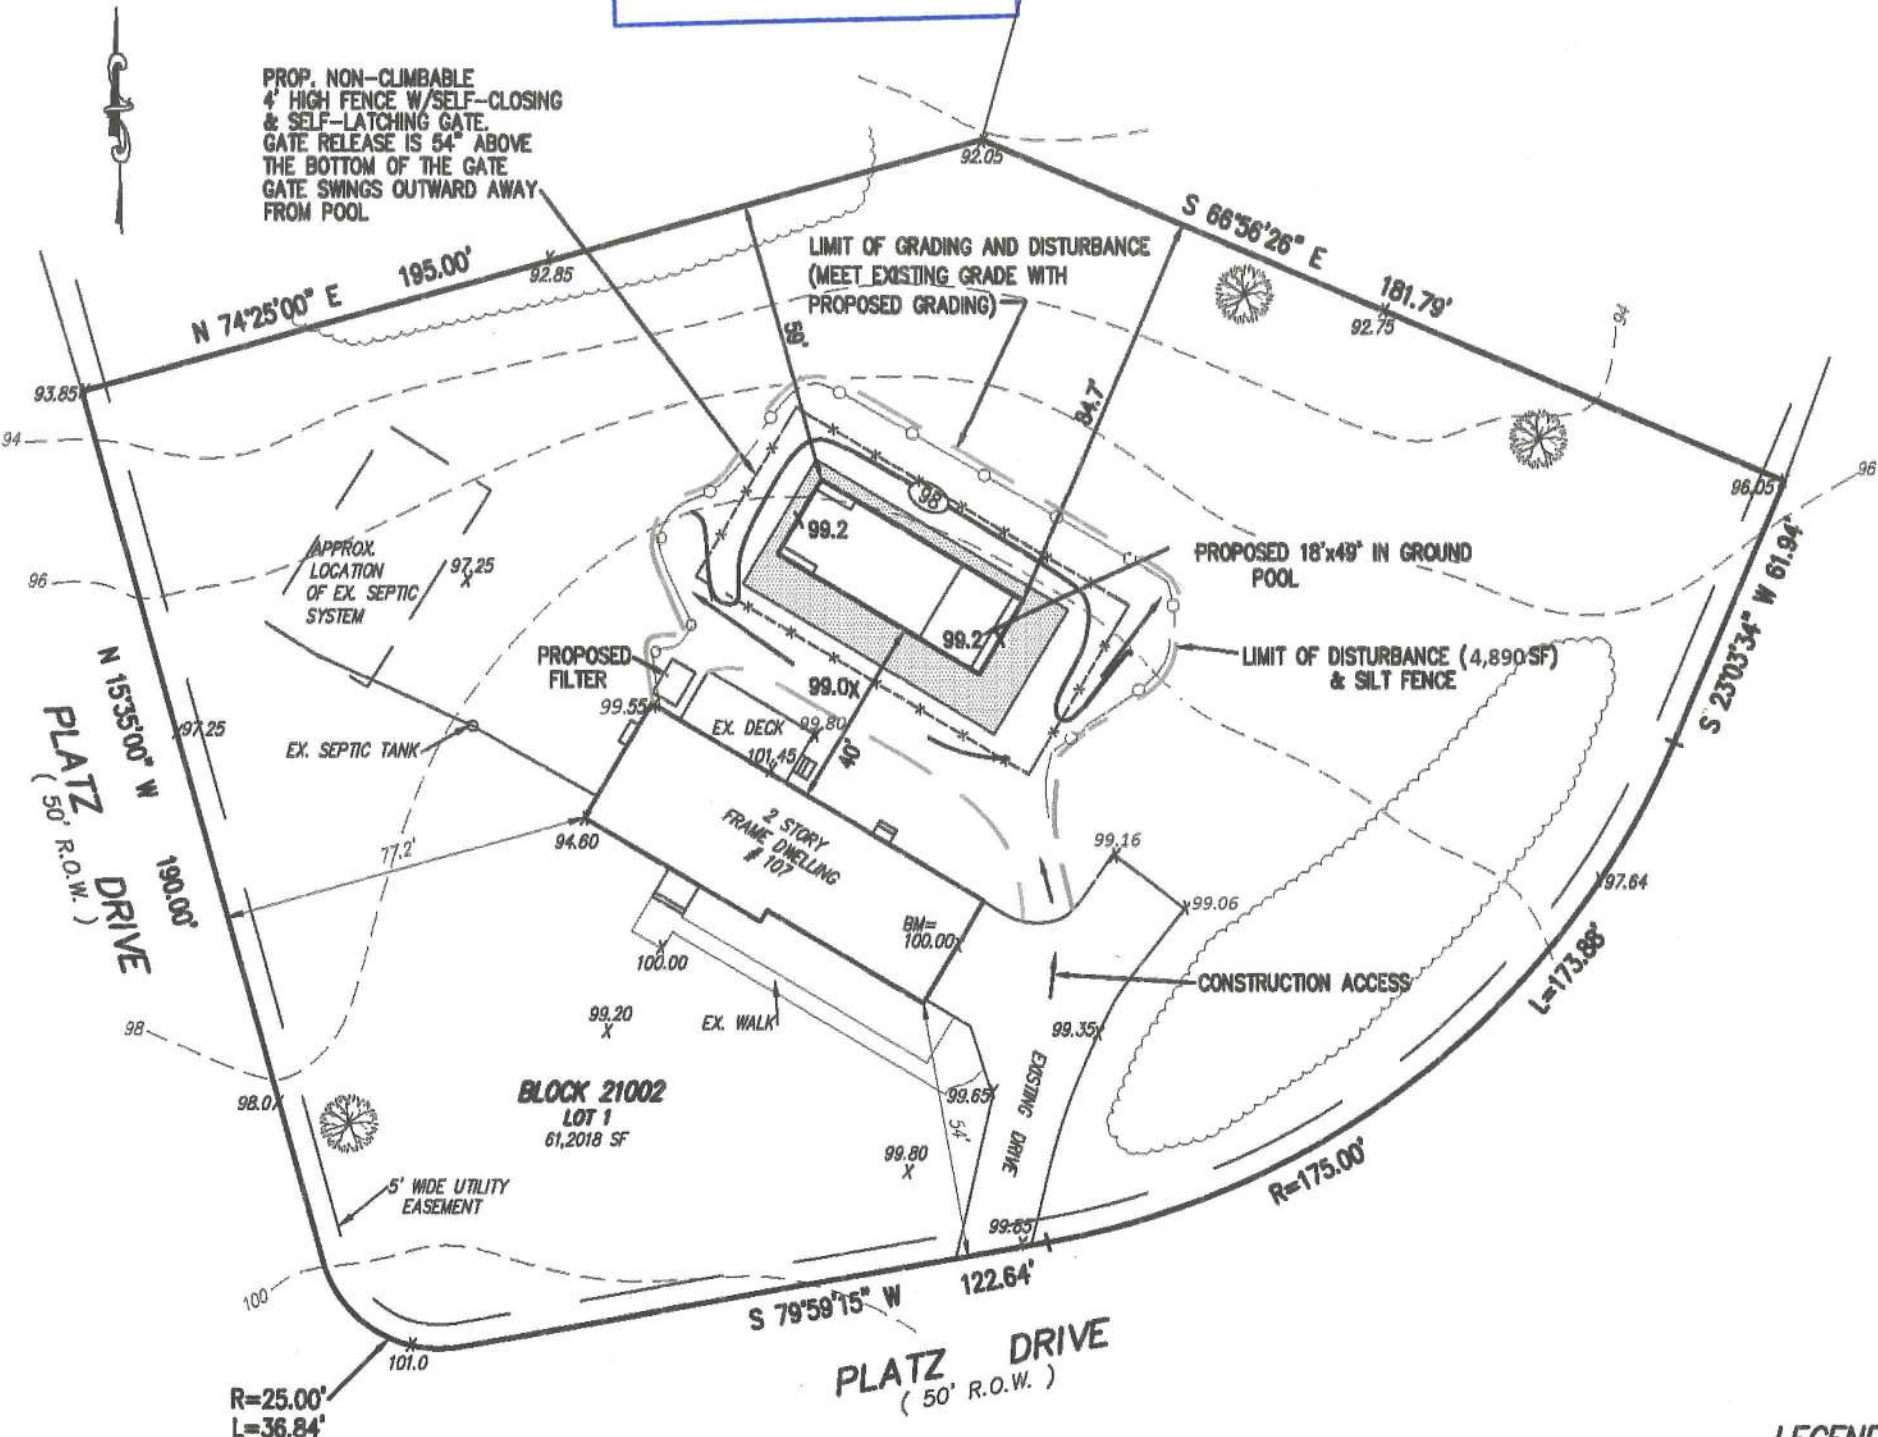 PROP. NON-CLIMBABLE
4' HIGH FENCE W/SELF-CLOSING
& SELF-LATCHING GATE.
GATE RELEASE IS 54" ABOVE
THE BOTTOM OF THE GATE
GATE SWINGS OUTWARD AWAY
FROM POOL
92.05
S 66°56'26" E
181.79'
92.75
94
N 74°25'00" E
195.00'
92.85
LIMIT OF GRADING AND DISTURBANCE
(MEET EXISTING GRADE WITH
PROPOSED GRADING)
59'
84.7'
93.85
94
96
96.05
98
99.2
APPROX.
LOCATION
OF EX. SEPTIC
SYSTEM
97.25
96
PROPOSED 18'x49' IN GROUND
POOL
S 23°03'34" W 61.94'
99.2
PROPOSED
FILTER
LIMIT OF DISTURBANCE (4,890 SF)
& SILT FENCE
99.0X
99.55
EX. DECK
99.80
101.45
40'
N 15°35'00" W
190.00'
97.25
EX. SEPTIC TANK
PLATZ DRIVE
( 50' R.O.W. )
77.2'
94.60
2 STORY
FRAME DWELLING
# 107
99.16
99.06
97.64
BM=
100.00
100.00
CONSTRUCTION ACCESS
L=173.88'
99.20
EX. WALK
99.35
EXISTING DRIVE
98
98.0
BLOCK 21002
LOT 1
61,2018 SF
99.65
54'
99.80
R=175.00'
5' WIDE UTILITY
EASEMENT
99.85
100
122.64'
S 79°59'15" W
101.0
PLATZ DRIVE
( 50' R.O.W. )
R=25.00'
L=36.84'